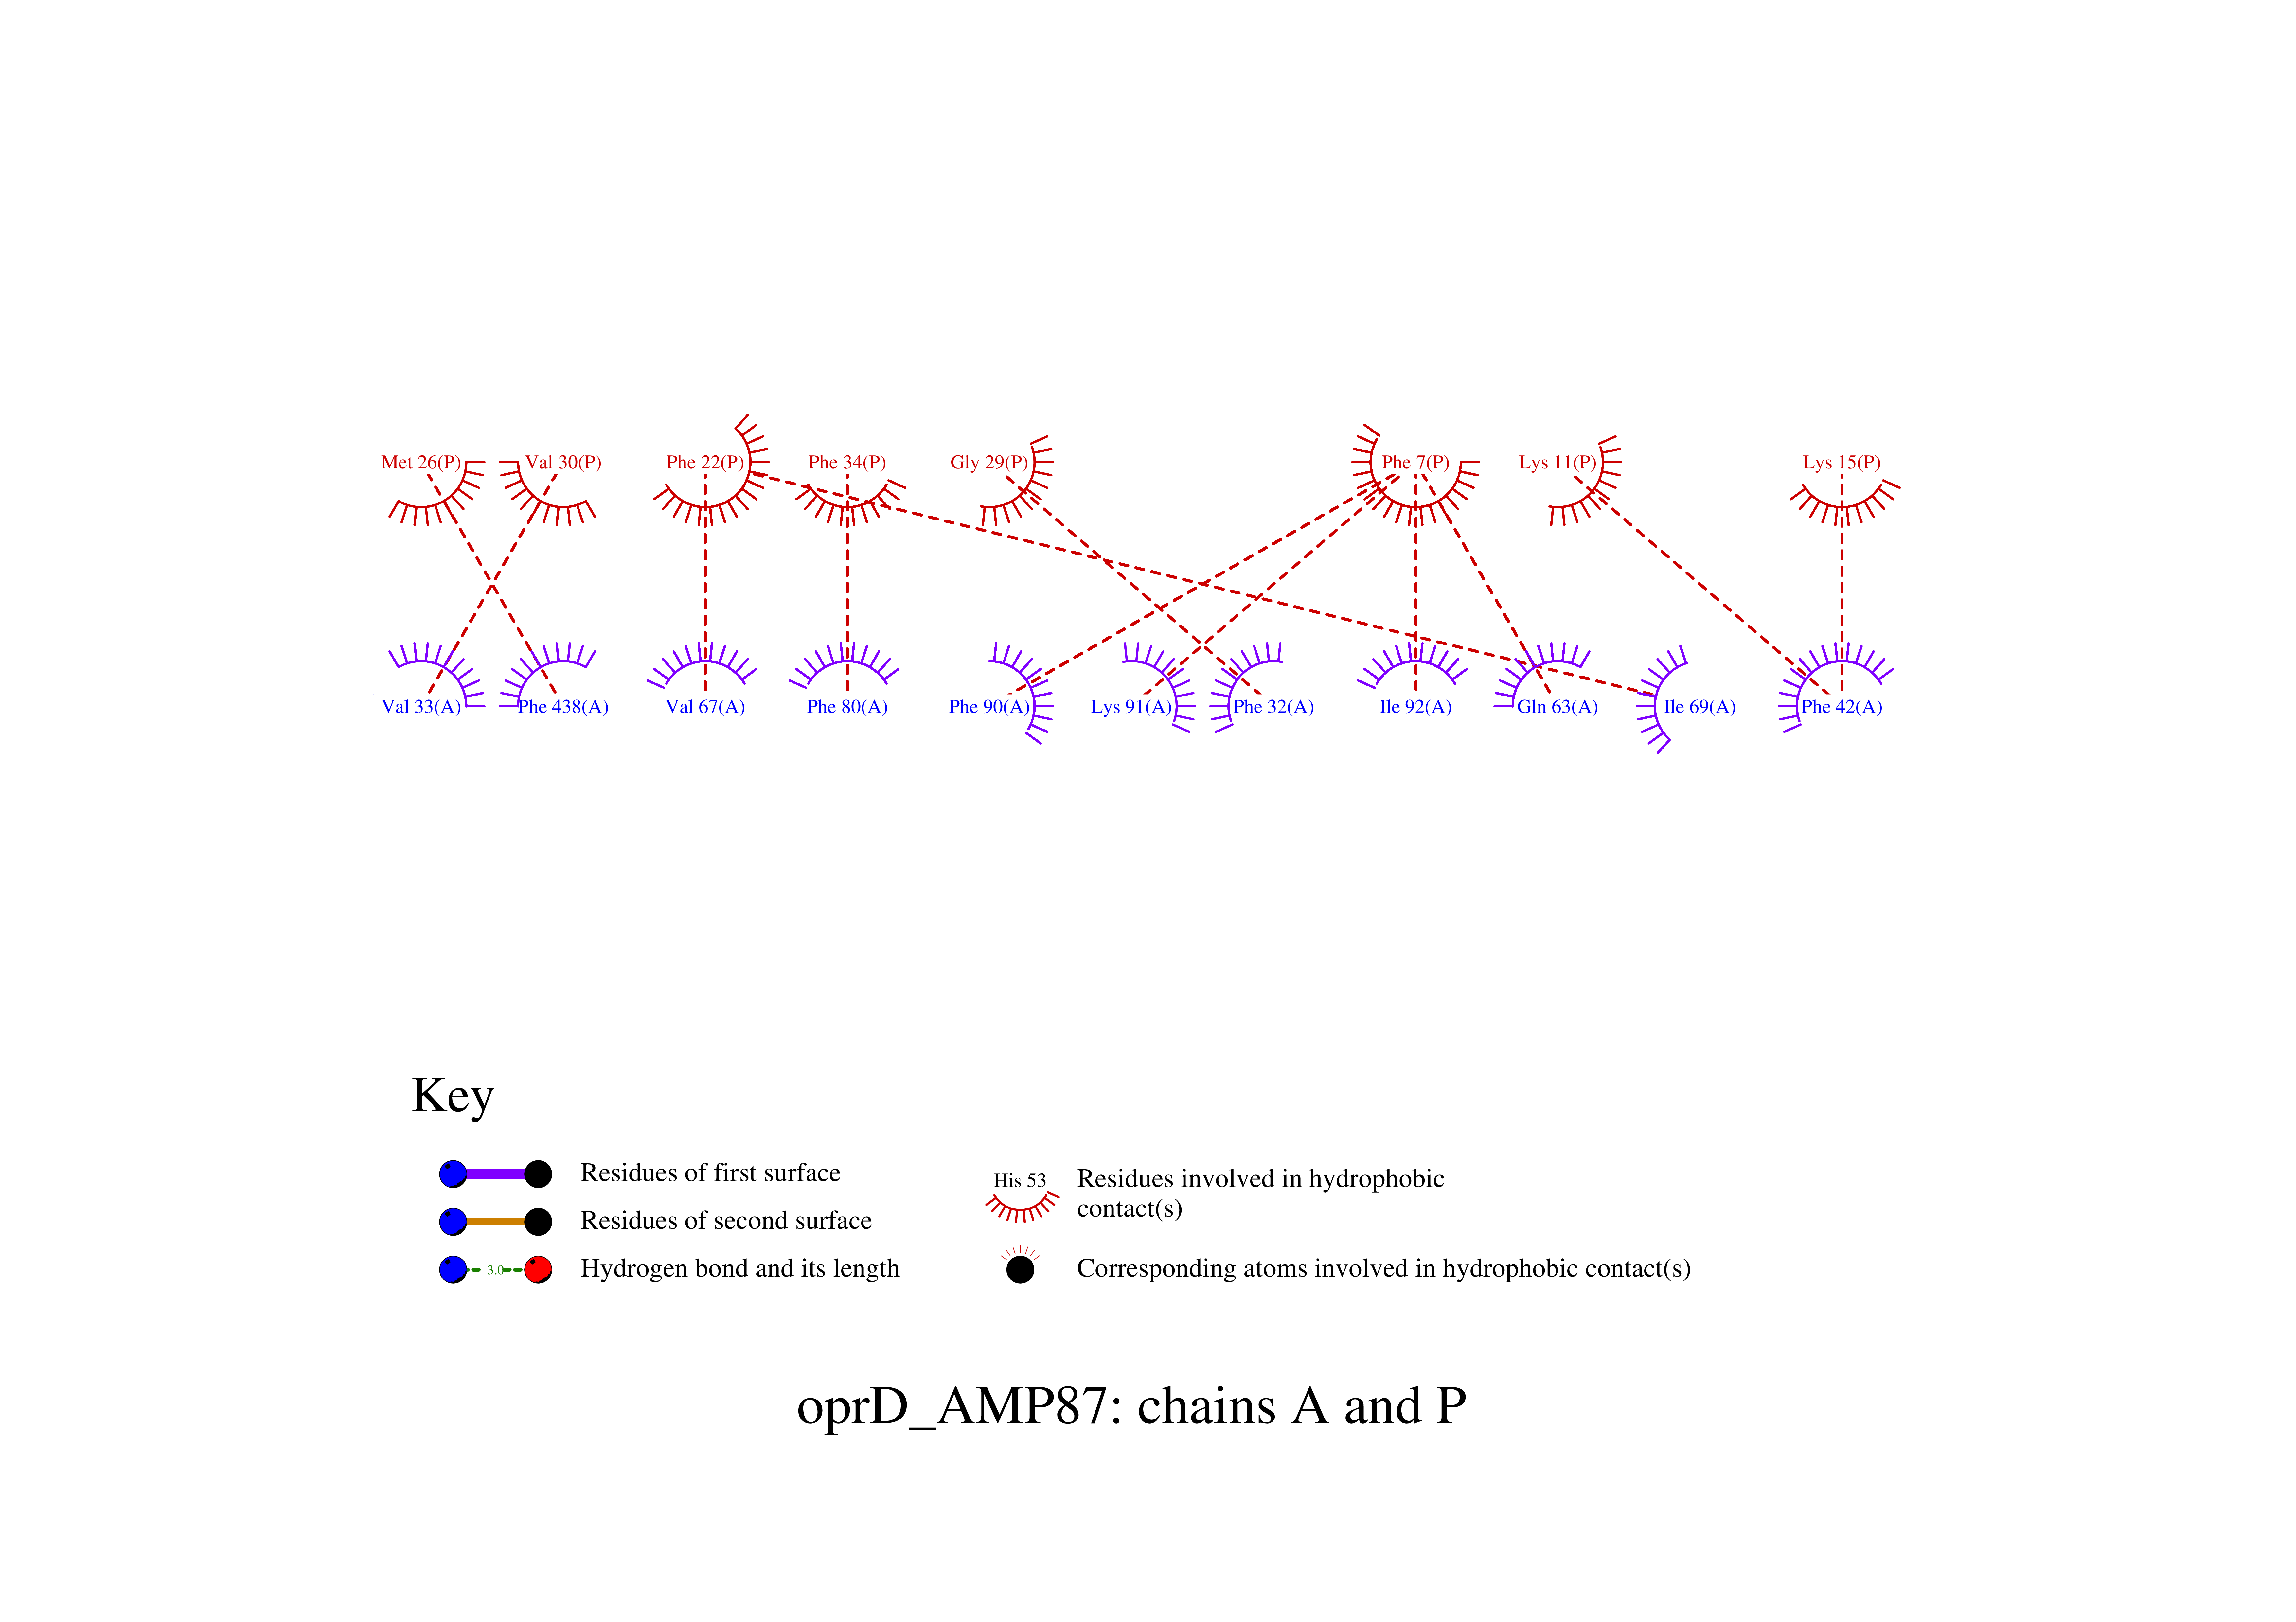 Met 26(P) Val 30(P) Phe 22(P) Phe 34(P) Gly 29(P) Phe 7(P) Lys 11(P) Lys 15(P)
Val 33(A) Phe 438(A) Val 67(A) Phe 80(A) Phe 90(A) Lys 91(A) Phe 32(A) Ile 92(A) Gln 63(A) Ile 69(A) Phe 42(A)
Key
Residues of first surface
Residues of second surface
3.0 Hydrogen bond and its length
His 53 Residues involved in hydrophobic
contact(s)
Corresponding atoms involved in hydrophobic contact(s)
oprD_AMP87: chains A and P